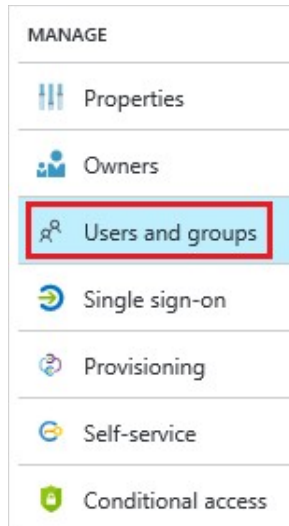 MANAGE
Properties
Owners
Users and groups
Single sign-on
Provisioning
Self-service
Conditional access